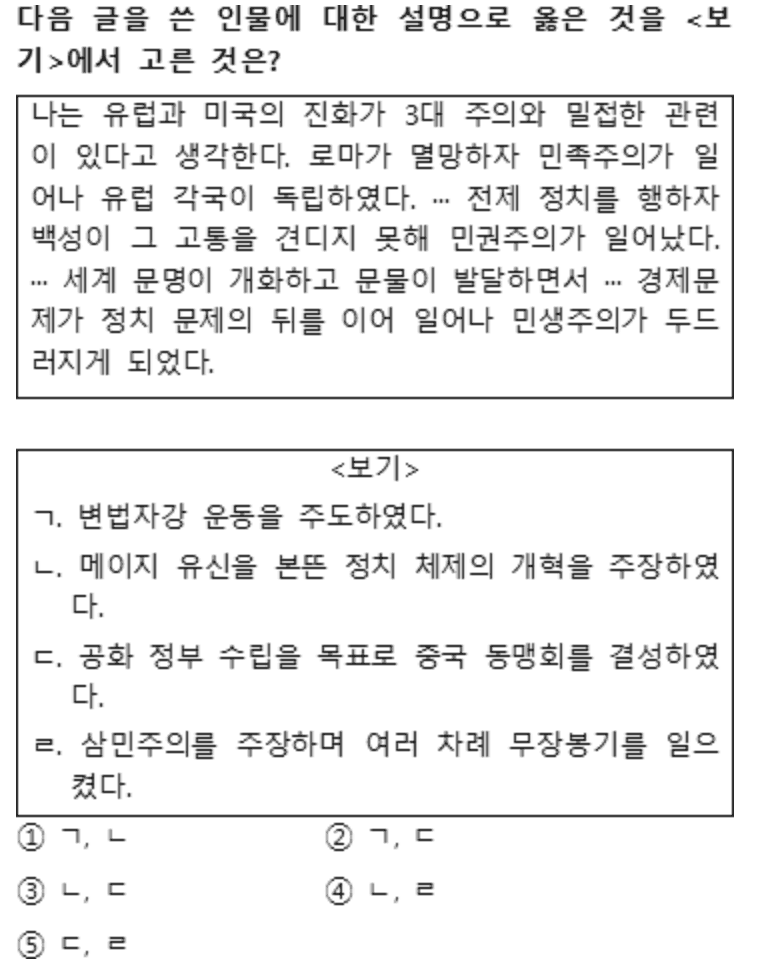 다음 글을 쓴 인물에 대한 설명으로 옳은 것을 <보
기>에서 고른 것은?
나는 유럽과 미국의 진화가 3대 주의와 밀접한 관련
이 있다고 생각한다. 로마가 멸망하자 민족주의가 일
어나 유럽 각국이 독립하였다. … 전제 정치를 행하자
백성이 그 고통을 견디지 못해 민권주의가 일어났다.
… 세계 문명이 개화하고 문물이 발달하면서 … 경제문
제가 정치 문제의 뒤를 이어 일어나 민생주의가 두드
러지게 되었다.
<보기>
ㄱ. 변법자강 운동을 주도하였다.
ㄴ. 메이지 유신을 본뜬 정치 체제의 개혁을 주장하였
다.
ㄷ. 공화 정부 수립을 목표로 중국 동맹회를 결성하였
다.
ㄹ. 삼민주의를 주장하며 여러 차례 무장봉기를 일으
켰다.
① ㄱ, ㄴ ② ㄱ, ㄷ
③ ㄴ, ㄷ ④ ㄴ, ㄹ
⑤ ㄷ, ㄹ